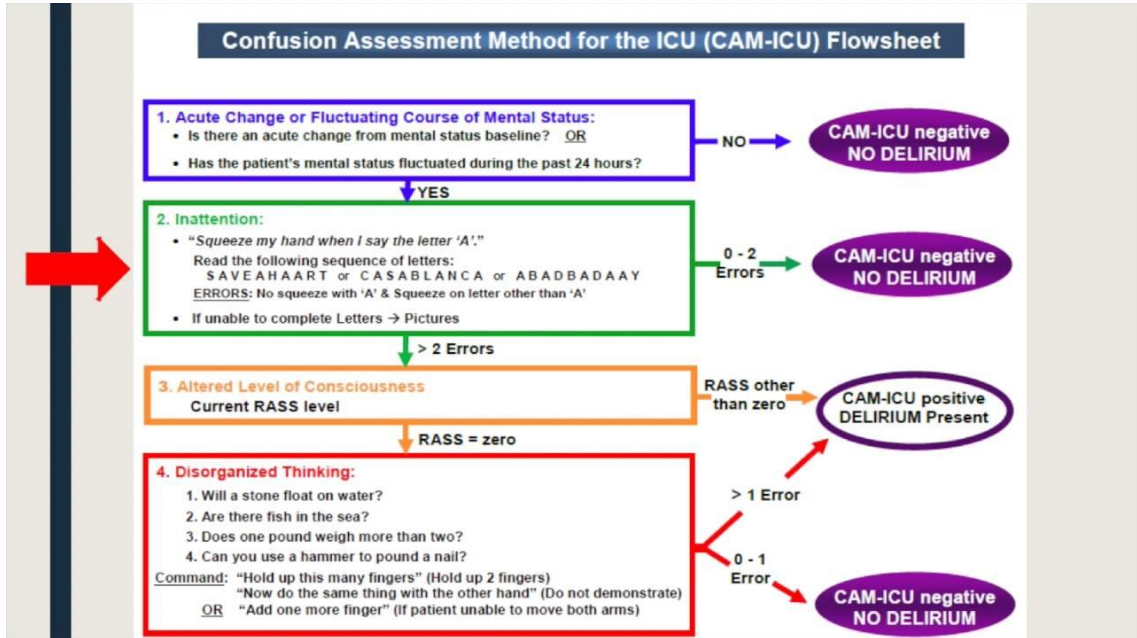 Confusion Assessment Method for the ICU (CAM-ICU) Flowsheet
1. Acute Change or Fluctuating Course of Mental Status:
• Is there an acute change from mental status baseline? OR
• Has the patient's mental status fluctuated during the past 24 hours?
NO
CAM-ICU negative
NO DELIRIUM
YES
2. Inattention:
• "Squeeze my hand when I say the letter 'A'."
Read the following sequence of letters:
S A V E A H A A R T or C A S A B L A N C A or A B A D B A D A A Y
ERRORS: No squeeze with 'A' & Squeeze on letter other than 'A'
• If unable to complete Letters → Pictures
0 - 2
Errors
CAM-ICU negative
NO DELIRIUM
> 2 Errors
3. Altered Level of Consciousness
Current RASS level
RASS other
than zero
CAM-ICU positive
DELIRIUM Present
RASS = zero
4. Disorganized Thinking:
1. Will a stone float on water?
2. Are there fish in the sea?
3. Does one pound weigh more than two?
4. Can you use a hammer to pound a nail?
Command: "Hold up this many fingers" (Hold up 2 fingers)
"Now do the same thing with the other hand" (Do not demonstrate)
OR "Add one more finger" (If patient unable to move both arms)
> 1 Error
0 - 1
Error
CAM-ICU negative
NO DELIRIUM